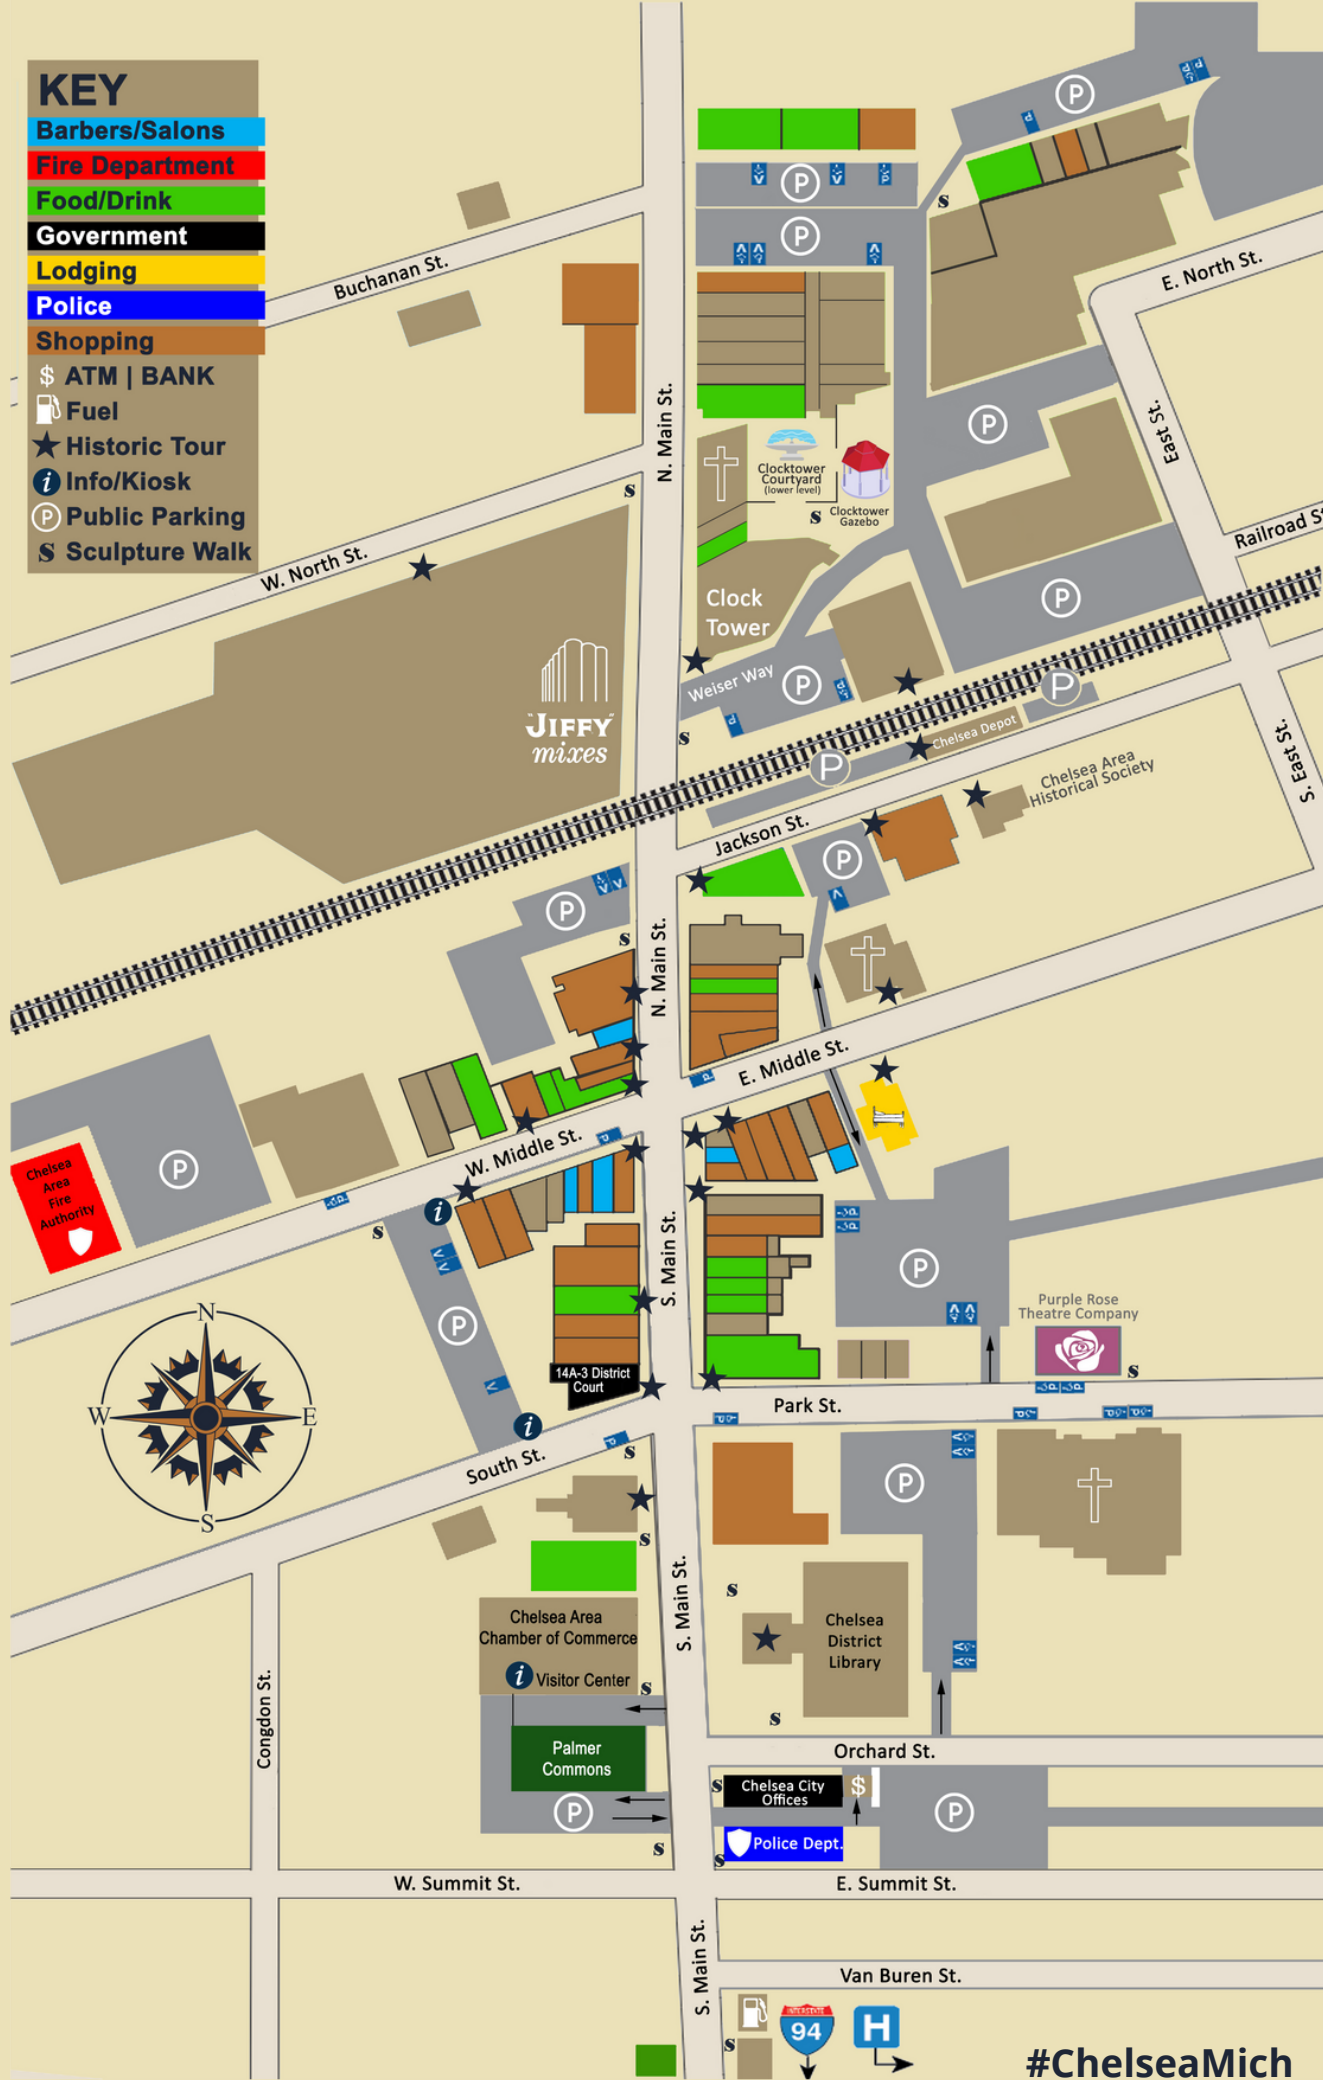 KEY
Barbers/Salons
Fire Department
Food/Drink
Government
Lodging
Police
Shopping
$ ATM | BANK
Fuel
Historic Tour
i Info/Kiosk
P Public Parking
S Sculpture Walk
P
P
P
Buchanan St.
E. North St.
N. Main St.
East St.
P
Clocktower
Courtyard
(lower level)
Clocktower
Gazebo
S
S
W. North St.
Railroad S
Clock
Tower
P
"JIFFY"
mixes
Weiser Way
P
P
S
Chelsea Depot
P
S. East St.
Chelsea Area
Historical Society
Jackson St.
P
P
S
N. Main St.
E. Middle St.
W. Middle St.
Chelsea
Area
Fire
Authority
P
i
S
S. Main St.
P
P
Purple Rose
Theatre Company
S
N
W
E
S
14A-3 District
Court
i
Park St.
South St.
S
P
S
S. Main St.
S
Chelsea
District
Library
Chelsea Area
Chamber of Commerce
i Visitor Center
S
S
Congdon St.
Palmer
Commons
P
Orchard St.
S
Chelsea City
Offices
$
P
Police Dept.
S
S
W. Summit St.
E. Summit St.
S. Main St.
Van Buren St.
S
INTERSTATE
94
H
#ChelseaMich